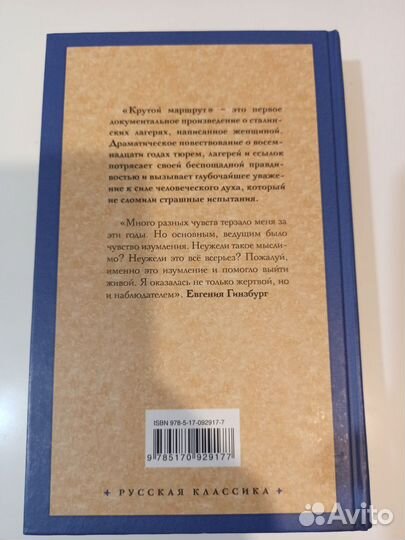 «Крутой маршрут» – это первое
документальное произведение о сталин-
ских лагерях, написанное женщиной.
Драматическое повествование о восем-
надцати годах тюрем, лагерей и ссылок
потрясает своей беспощадной правди-
востью и вызывает глубочайшее уваже-
ние к силе человеческого духа, который
не сломили страшные испытания.
«Много разных чувств терзало меня за
эти годы. Но основным, ведущим было
чувство изумления. Неужели такое мысли-
мо? Неужели это всё всерьез? Пожалуй,
именно это изумление и помогло выйти
живой. Я оказалась не только жертвой, но
и наблюдателем». Евгения Гинзбург
ISBN 978-5-17-092917-7
9 785170 929177
РУССКАЯ КЛАССИКА
Avito